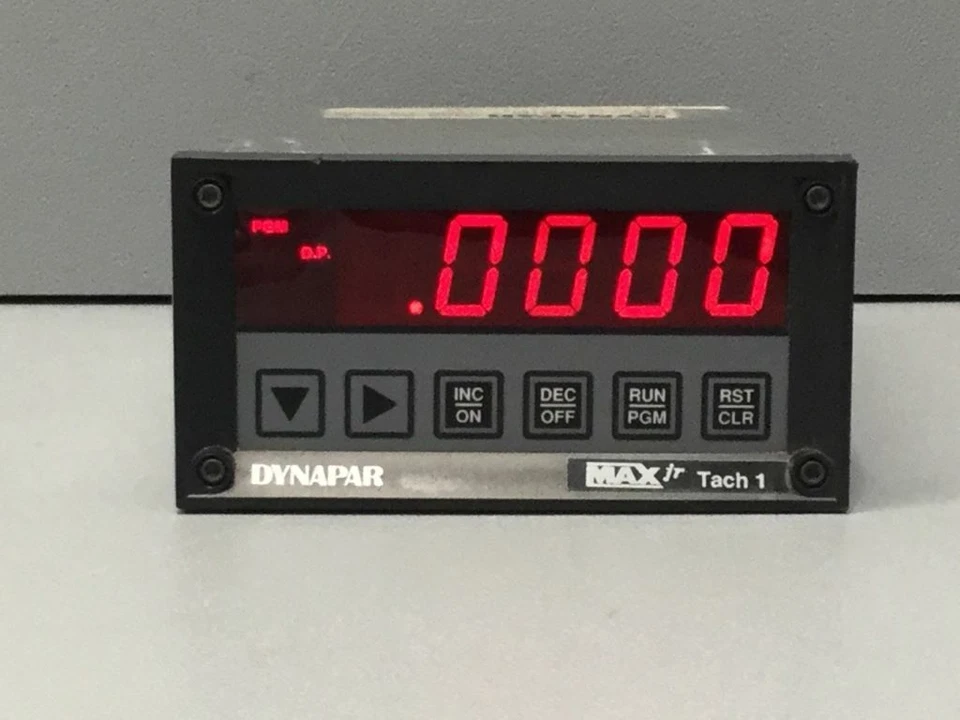 PGM
D.P.
.0000
INC
ON
DEC
OFF
RUN
PGM
RST
CLR
DYNAPAR
MAX jr Tach 1